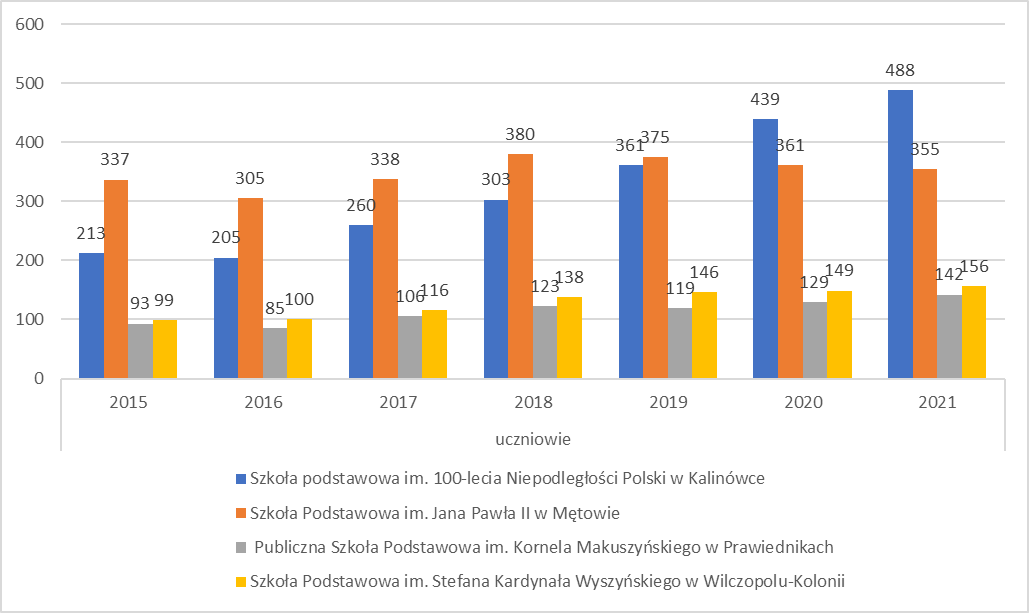 600
500
400
300
200
100
0
213 337 93 99
205 305 85 100
260 338 106 116
303 380 123 138
361 375 119 146
439 361 129 149
488 355 142 156
2015 2016 2017 2018 2019 2020 2021
uczniowie
Szkoła podstawowa im. 100-lecia Niepodległości Polski w Kalinówce
Szkoła Podstawowa im. Jana Pawła II w Mętowie
Publiczna Szkoła Podstawowa im. Kornela Makuszyńskiego w Prawiednikach
Szkoła Podstawowa im. Stefana Kardynała Wyszyńskiego w Wilczopolu-Kolonii